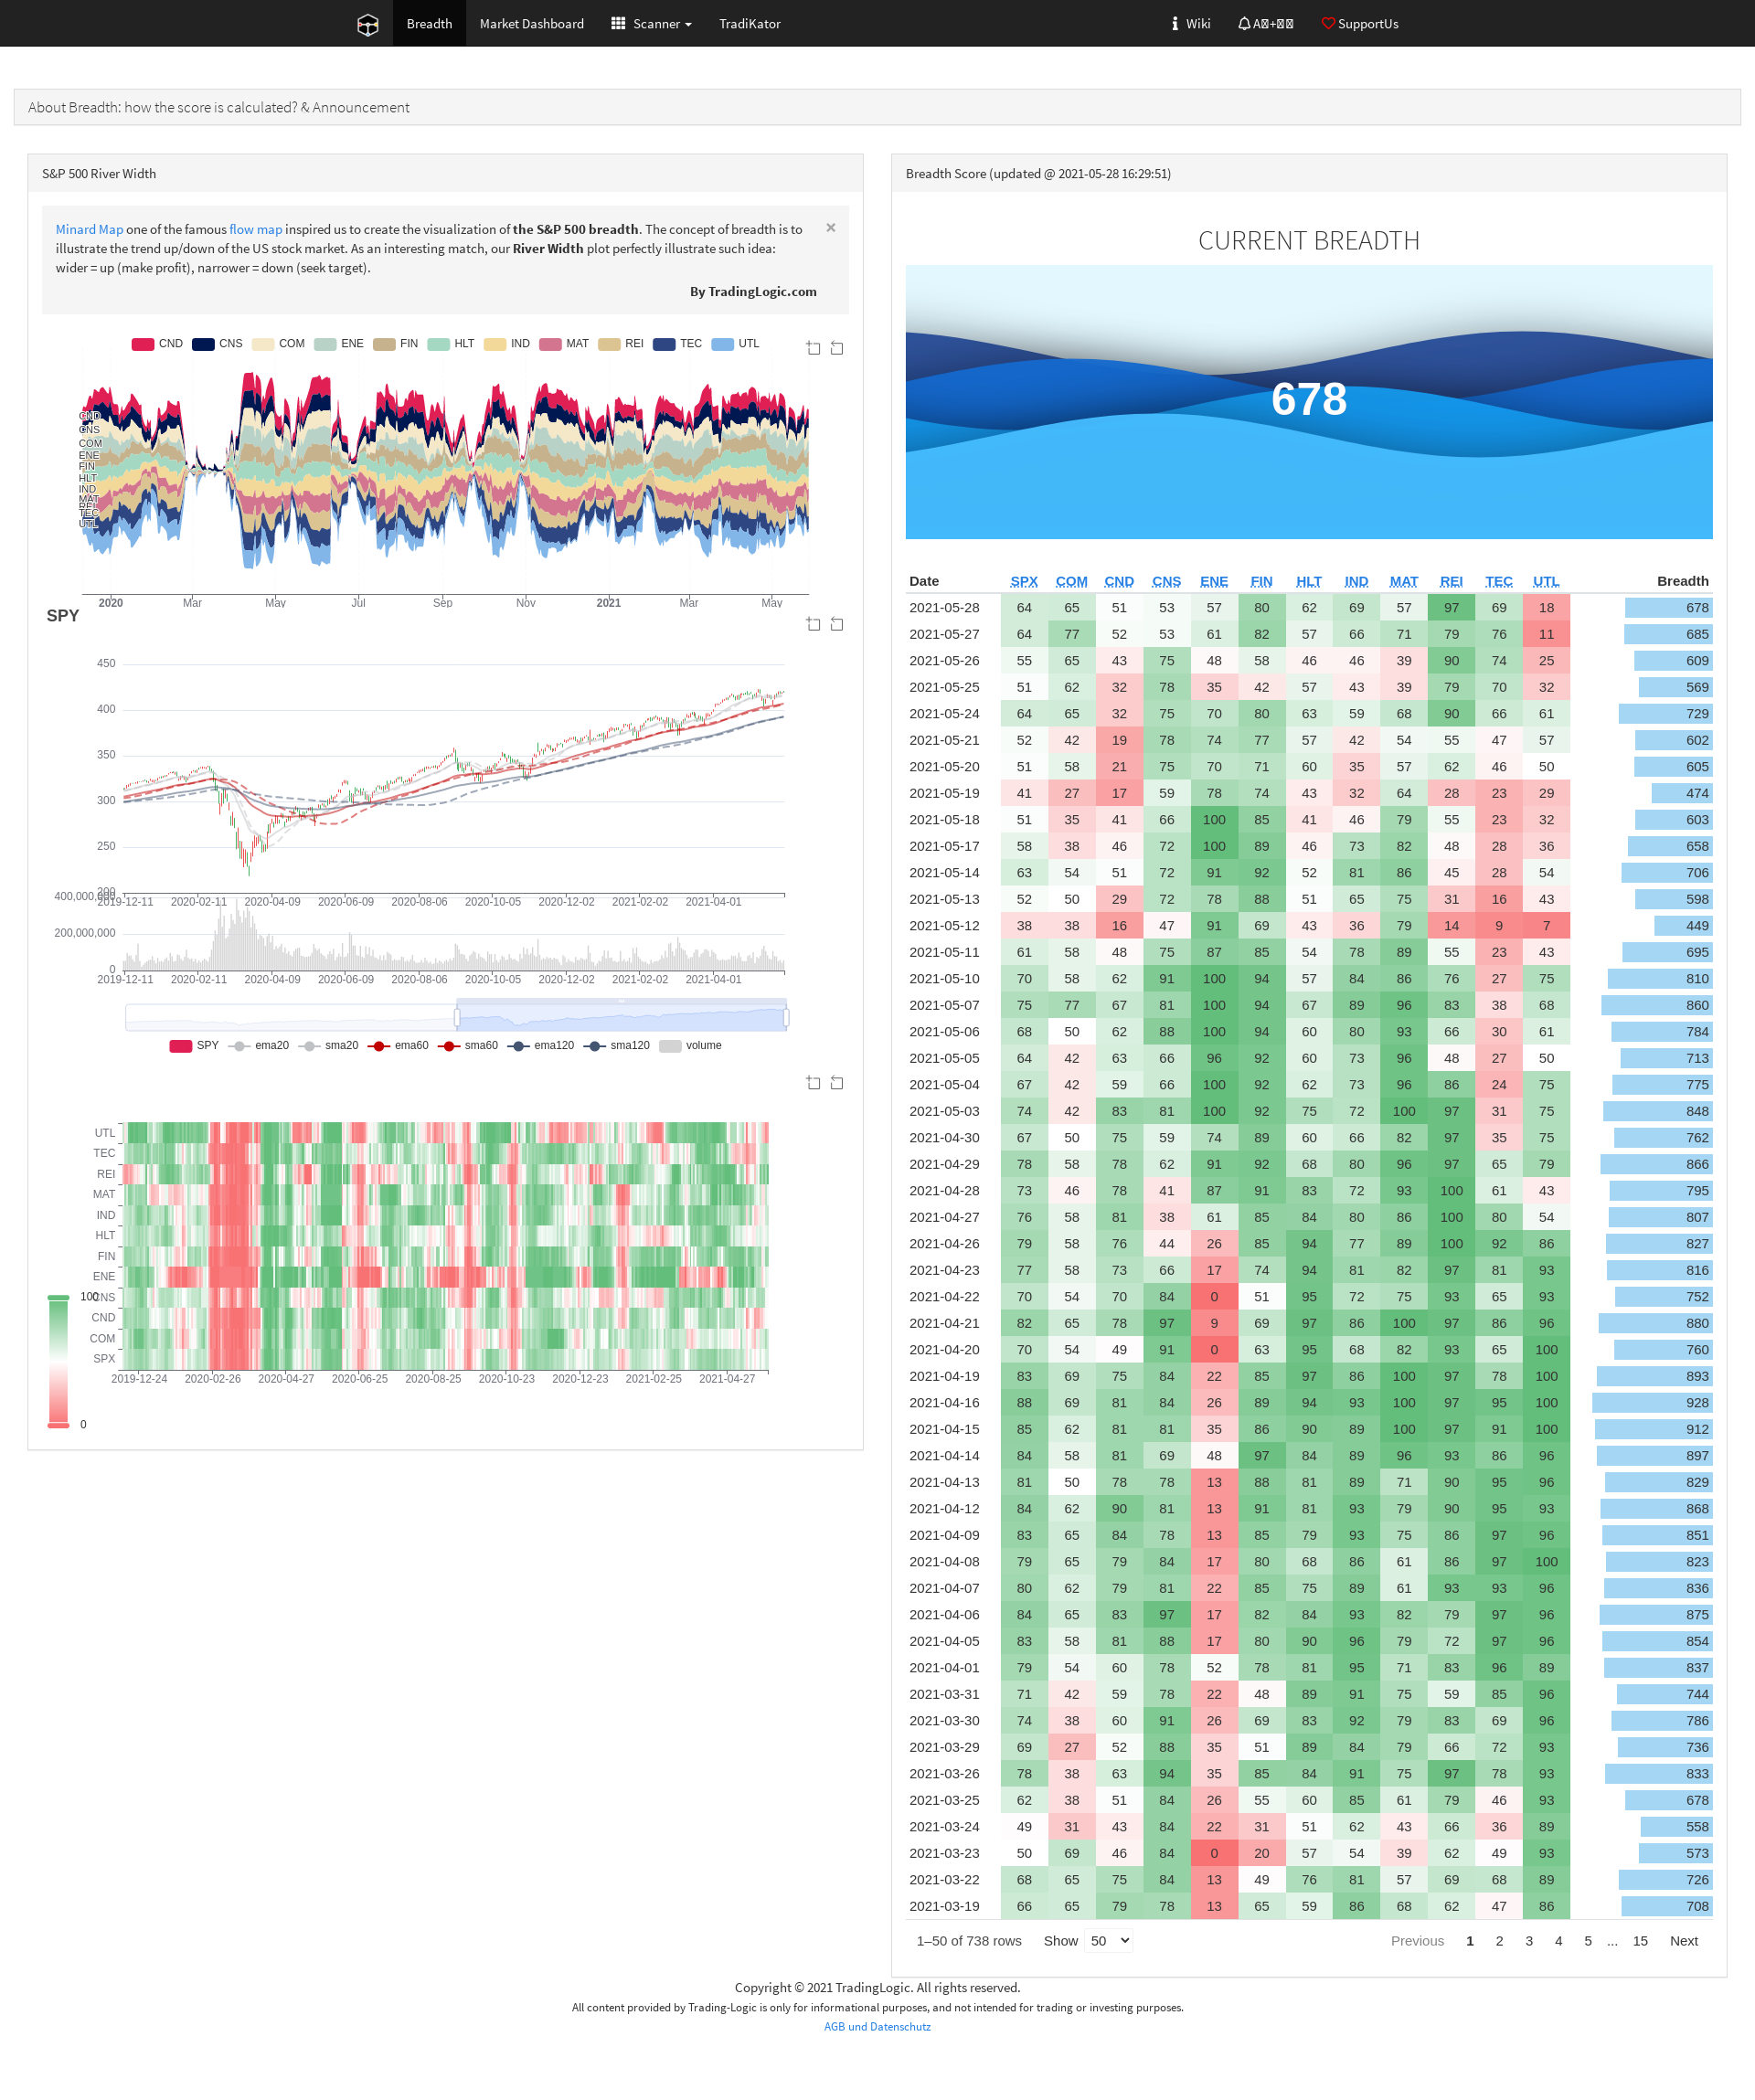 Breadth
Market Dashboard
Scanner
TradiKator
Wiki
SupportUs
About Breadth: how the score is calculated? & Announcement
S&P 500 River Width
Minard Map one of the famous flow map inspired us to create the visualization of the S&P 500 breadth. The concept of breadth is to
illustrate the trend up/down of the US stock market. As an interesting match, our River Width plot perfectly illustrate such idea:
wider = up (make profit), narrower = down (seek target).
×
By TradingLogic.com
CND CNS COM ENE FIN HLT IND MAT REI TEC UTL
CND
CNS
COM
ENE
FIN
HLT
IND
MAT
REI
TEC
UTL
2020 Mar May Jul Sep Nov 2021 Mar May
SPY
450
400
350
300
250
200
2019-12-11 2020-02-11 2020-04-09 2020-06-09 2020-08-06 2020-10-05 2020-12-02 2021-02-02 2021-04-01
400,000,000
200,000,000
0
2019-12-11 2020-02-11 2020-04-09 2020-06-09 2020-08-06 2020-10-05 2020-12-02 2021-02-02 2021-04-01
SPY ema20 sma20 ema60 sma60 ema120 sma120 volume
UTL
TEC
REI
MAT
IND
HLT
FIN
ENE
CNS
CND
COM
SPX
100
0
2019-12-24 2020-02-26 2020-04-27 2020-06-25 2020-08-25 2020-10-23 2020-12-23 2021-02-25 2021-04-27
Breadth Score (updated @ 2021-05-28 16:29:51)
CURRENT BREADTH
678
Date SPX COM CND CNS ENE FIN HLT IND MAT REI TEC UTL Breadth
2021-05-28 64 65 51 53 57 80 62 69 57 97 69 18 678
2021-05-27 64 77 52 53 61 82 57 66 71 79 76 11 685
2021-05-26 55 65 43 75 48 58 46 46 39 90 74 25 609
2021-05-25 51 62 32 78 35 42 57 43 39 79 70 32 569
2021-05-24 64 65 32 75 70 80 63 59 68 90 66 61 729
2021-05-21 52 42 19 78 74 77 57 42 54 55 47 57 602
2021-05-20 51 58 21 75 70 71 60 35 57 62 46 50 605
2021-05-19 41 27 17 59 78 74 43 32 64 28 23 29 474
2021-05-18 51 35 41 66 100 85 41 46 79 55 23 32 603
2021-05-17 58 38 46 72 100 89 46 73 82 48 28 36 658
2021-05-14 63 54 51 72 91 92 52 81 86 45 28 54 706
2021-05-13 52 50 29 72 78 88 51 65 75 31 16 43 598
2021-05-12 38 38 16 47 91 69 43 36 79 14 9 7 449
2021-05-11 61 58 48 75 87 85 54 78 89 55 23 43 695
2021-05-10 70 58 62 91 100 94 57 84 86 76 27 75 810
2021-05-07 75 77 67 81 100 94 67 89 96 83 38 68 860
2021-05-06 68 50 62 88 100 94 60 80 93 66 30 61 784
2021-05-05 64 42 63 66 96 92 60 73 96 48 27 50 713
2021-05-04 67 42 59 66 100 92 62 73 96 86 24 75 775
2021-05-03 74 42 83 81 100 92 75 72 100 97 31 75 848
2021-04-30 67 50 75 59 74 89 60 66 82 97 35 75 762
2021-04-29 78 58 78 62 91 92 68 80 96 97 65 79 866
2021-04-28 73 46 78 41 87 91 83 72 93 100 61 43 795
2021-04-27 76 58 81 38 61 85 84 80 86 100 80 54 807
2021-04-26 79 58 76 44 26 85 94 77 89 100 92 86 827
2021-04-23 77 58 73 66 17 74 94 81 82 97 81 93 816
2021-04-22 70 54 70 84 0 51 95 72 75 93 65 93 752
2021-04-21 82 65 78 97 9 69 97 86 100 97 86 96 880
2021-04-20 70 54 49 91 0 63 95 68 82 93 65 100 760
2021-04-19 83 69 75 84 22 85 97 86 100 97 78 100 893
2021-04-16 88 69 81 84 26 89 94 93 100 97 95 100 928
2021-04-15 85 62 81 81 35 86 90 89 100 97 91 100 912
2021-04-14 84 58 81 69 48 97 84 89 96 93 86 96 897
2021-04-13 81 50 78 78 13 88 81 89 71 90 95 96 829
2021-04-12 84 62 90 81 13 91 81 93 79 90 95 93 868
2021-04-09 83 65 84 78 13 85 79 93 75 86 97 96 851
2021-04-08 79 65 79 84 17 80 68 86 61 86 97 100 823
2021-04-07 80 62 79 81 22 85 75 89 61 93 93 96 836
2021-04-06 84 65 83 97 17 82 84 93 82 79 97 96 875
2021-04-05 83 58 81 88 17 80 90 96 79 72 97 96 854
2021-04-01 79 54 60 78 52 78 81 95 71 83 96 89 837
2021-03-31 71 42 59 78 22 48 89 91 75 59 85 96 744
2021-03-30 74 38 60 91 26 69 83 92 79 83 69 96 786
2021-03-29 69 27 52 88 35 51 89 84 79 66 72 93 736
2021-03-26 78 38 63 94 35 85 84 91 75 97 78 93 833
2021-03-25 62 38 51 84 26 55 60 85 61 79 46 93 678
2021-03-24 49 31 43 84 22 31 51 62 43 66 36 89 558
2021-03-23 50 69 46 84 0 20 57 54 39 62 49 93 573
2021-03-22 68 65 75 84 13 49 76 81 57 69 68 89 726
2021-03-19 66 65 79 78 13 65 59 86 68 62 47 86 708
1–50 of 738 rows Show 50 Previous 1 2 3 4 5 ... 15 Next
Copyright © 2021 TradingLogic. All rights reserved.
All content provided by Trading-Logic is only for informational purposes, and not intended for trading or investing purposes.
AGB und Datenschutz